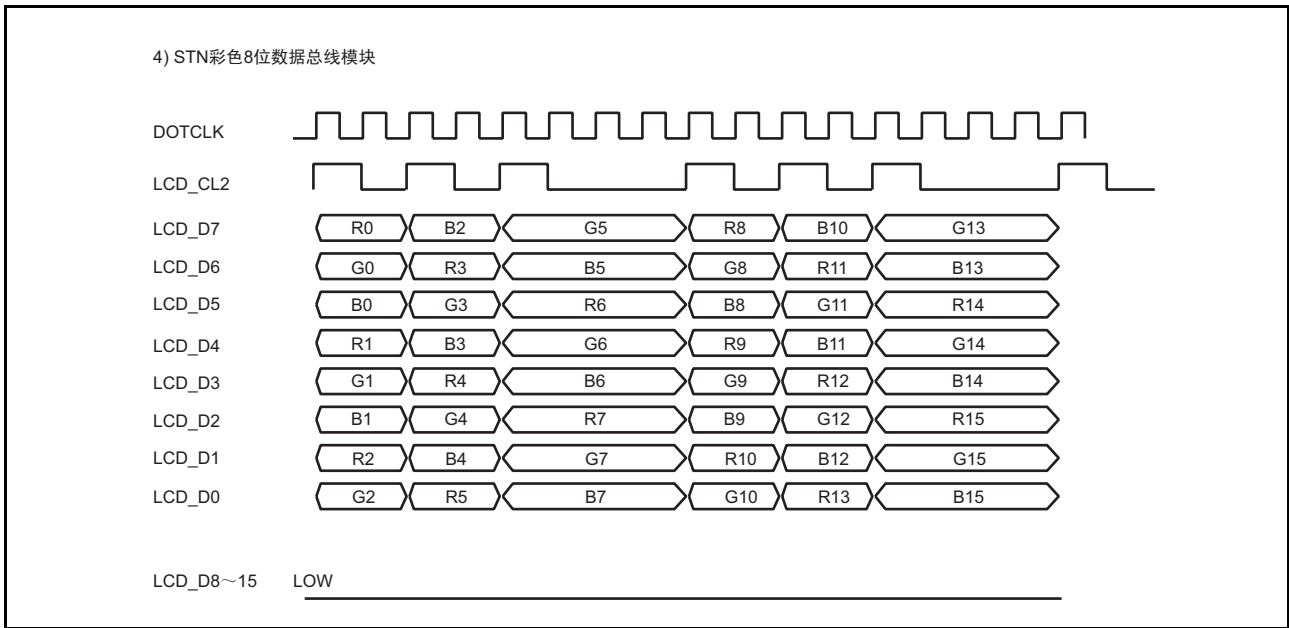 4) STN彩色8位数据总线模块
DOTCLK
LCD_CL2
LCD_D7 R0 B2 G5 R8 B10 G13
LCD_D6 G0 R3 B5 G8 R11 B13
LCD_D5 B0 G3 R6 B8 G11 R14
LCD_D4 R1 B3 G6 R9 B11 G14
LCD_D3 G1 R4 B6 G9 R12 B14
LCD_D2 B1 G4 R7 B9 G12 R15
LCD_D1 R2 B4 G7 R10 B12 G15
LCD_D0 G2 R5 B7 G10 R13 B15
LCD_D8～15 LOW